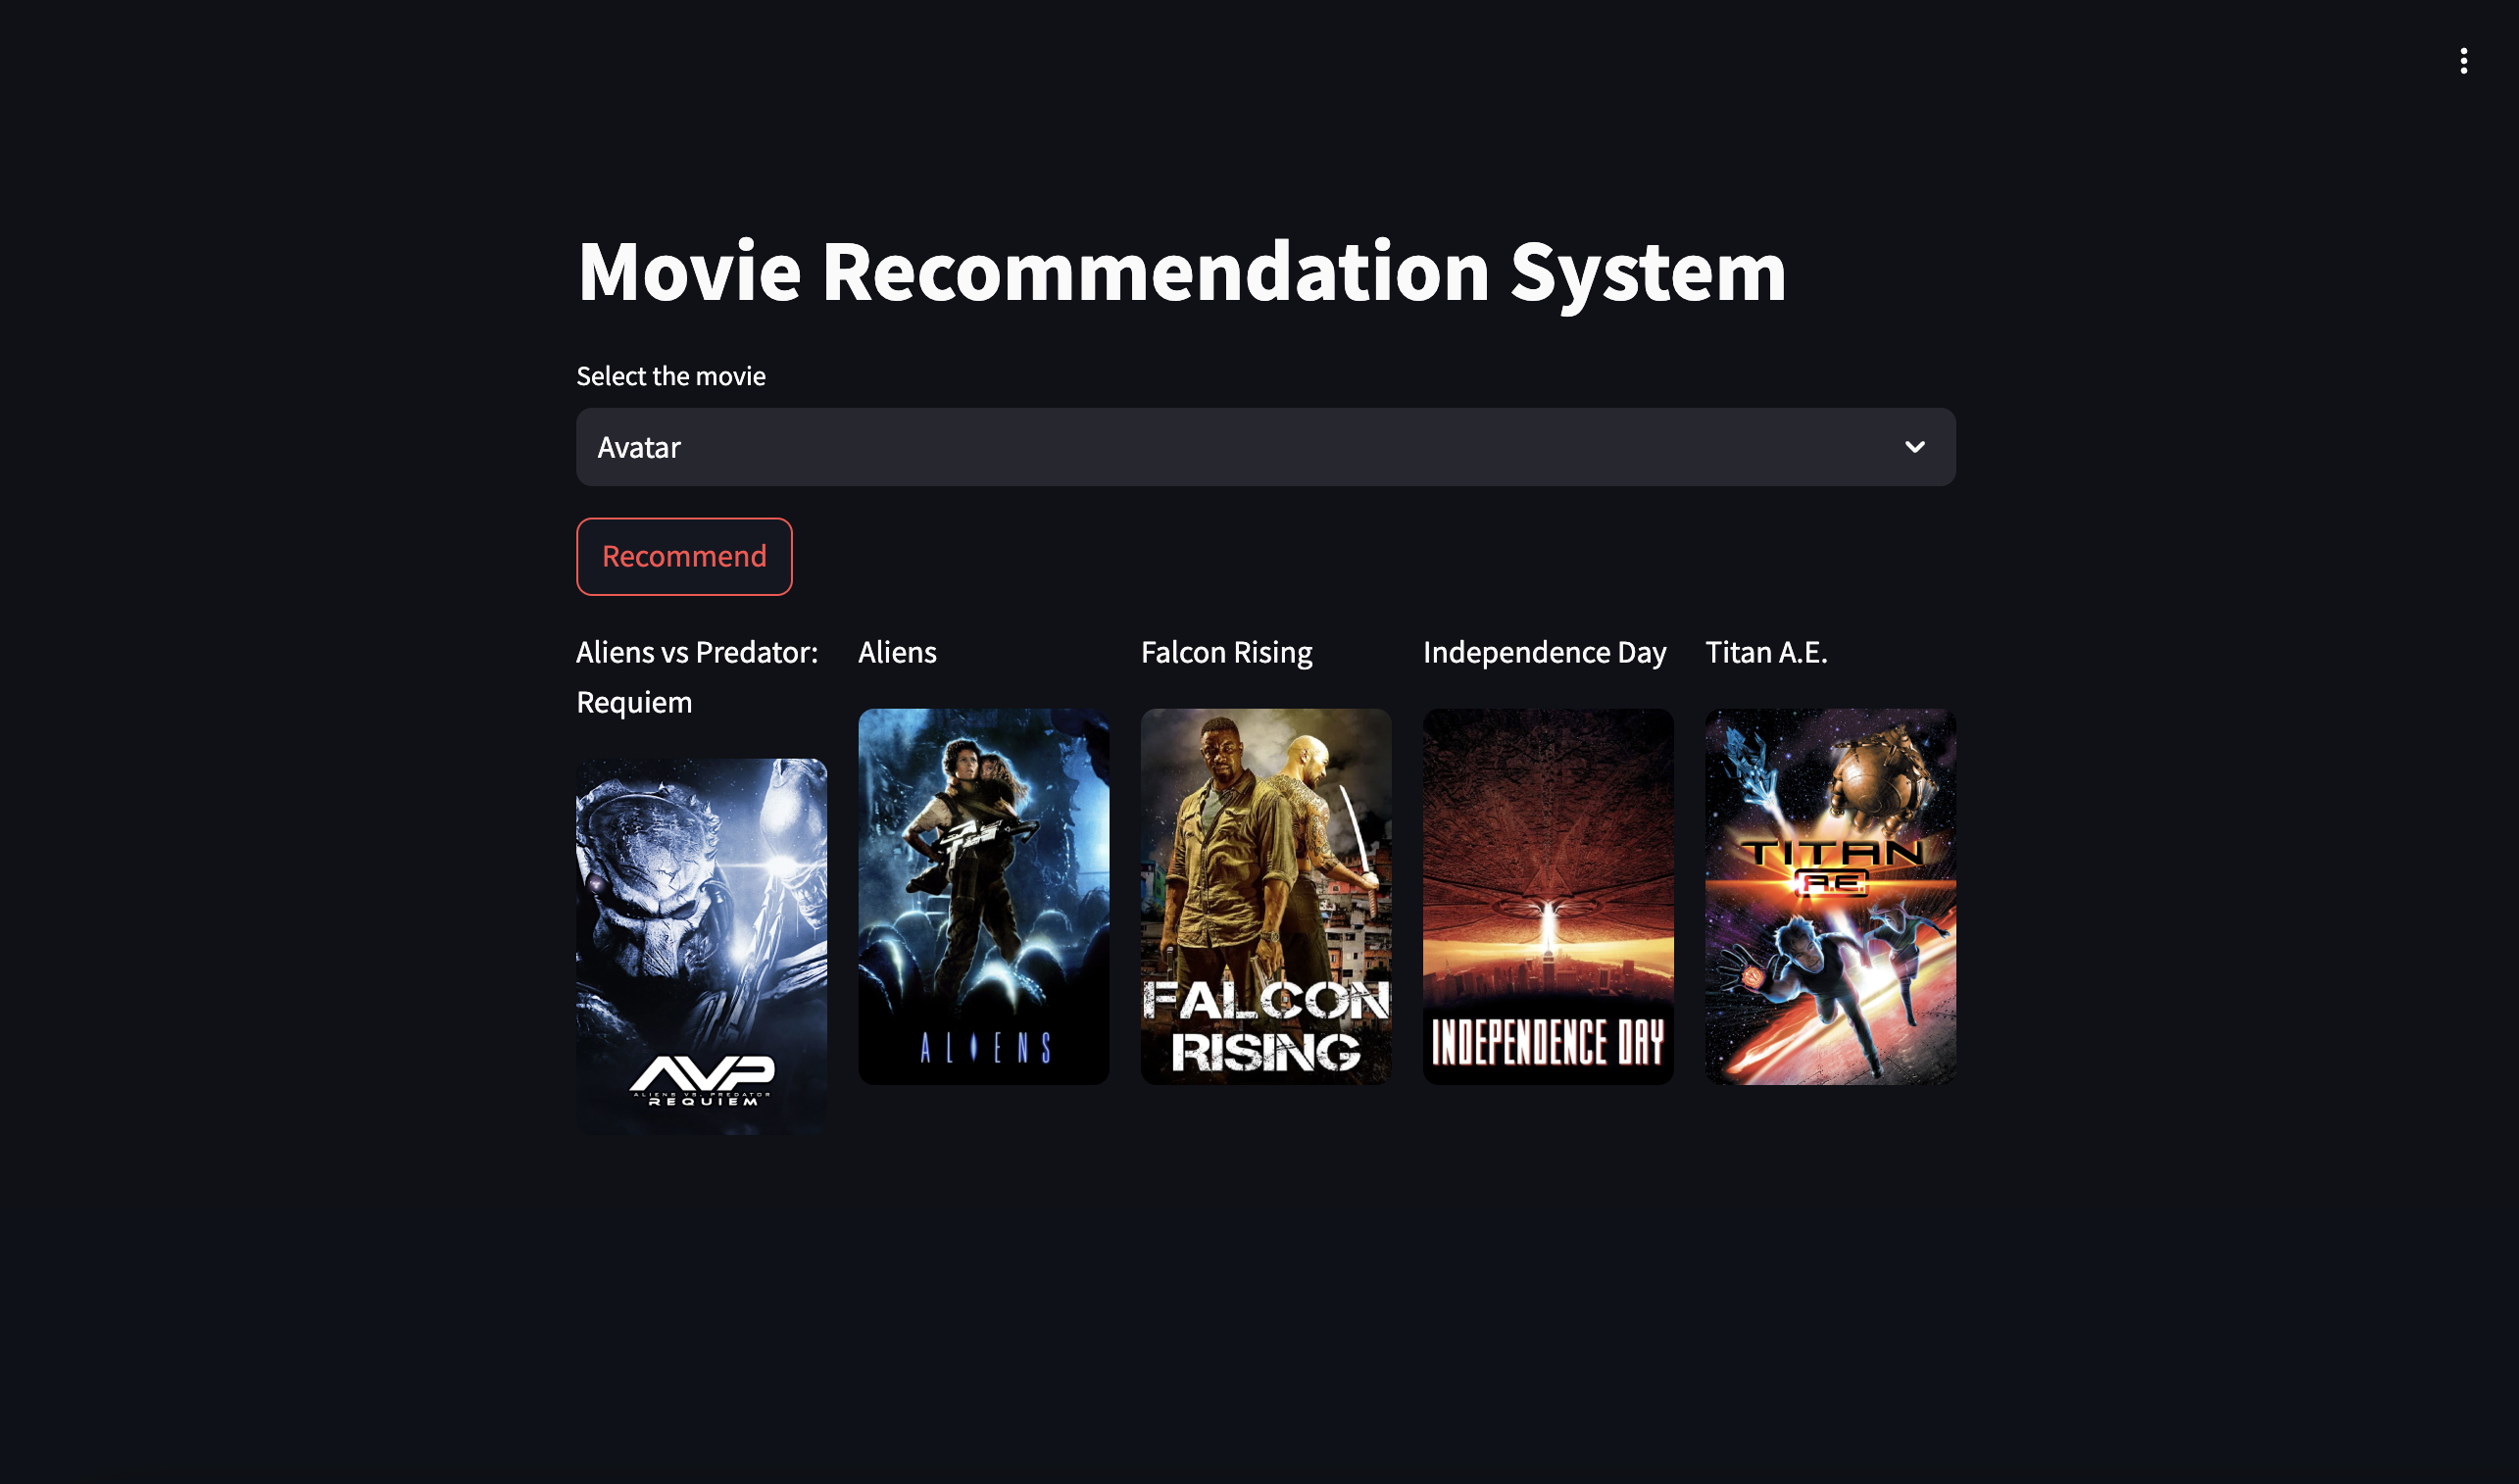 Movie Recommendation System
Select the movie
Avatar
Recommend
Aliens vs Predator:
Requiem
Aliens
Falcon Rising
Independence Day
Titan A.E.
AVP
ALIENS VS. PREDATOR
REQUIEM
ALIENS
FALCON
RISING
INDEPENDENCE DAY
TITAN
A.E.